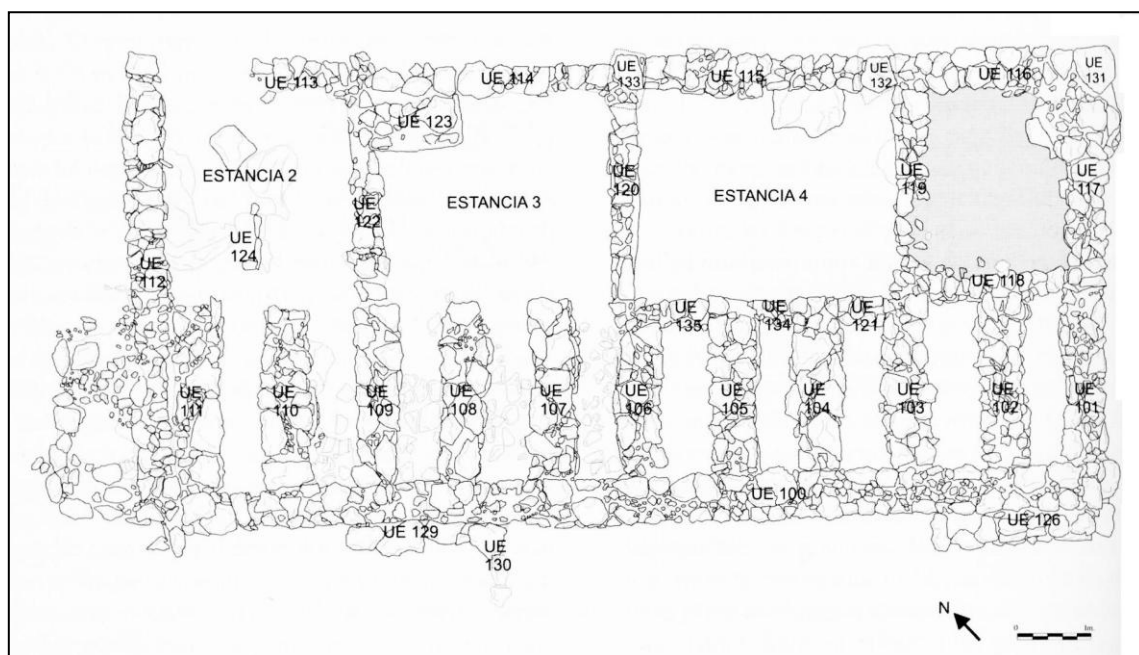 UE 113
UE 114
UE
133
UE 115
UE
132
UE 116
UE
131
UE 123
ESTANCIA 2
UE
122
ESTANCIA 3
UE
120
ESTANCIA 4
UE
119
UE
117
UE
124
UE
112
UE 118
UE
135
UE
134
UE
121
UE
111
UE
110
UE
109
UE
108
UE
107
UE
106
UE
105
UE
104
UE
103
UE
102
UE
101
UE 100
UE 129
UE
130
UE 126
N
0 1m.